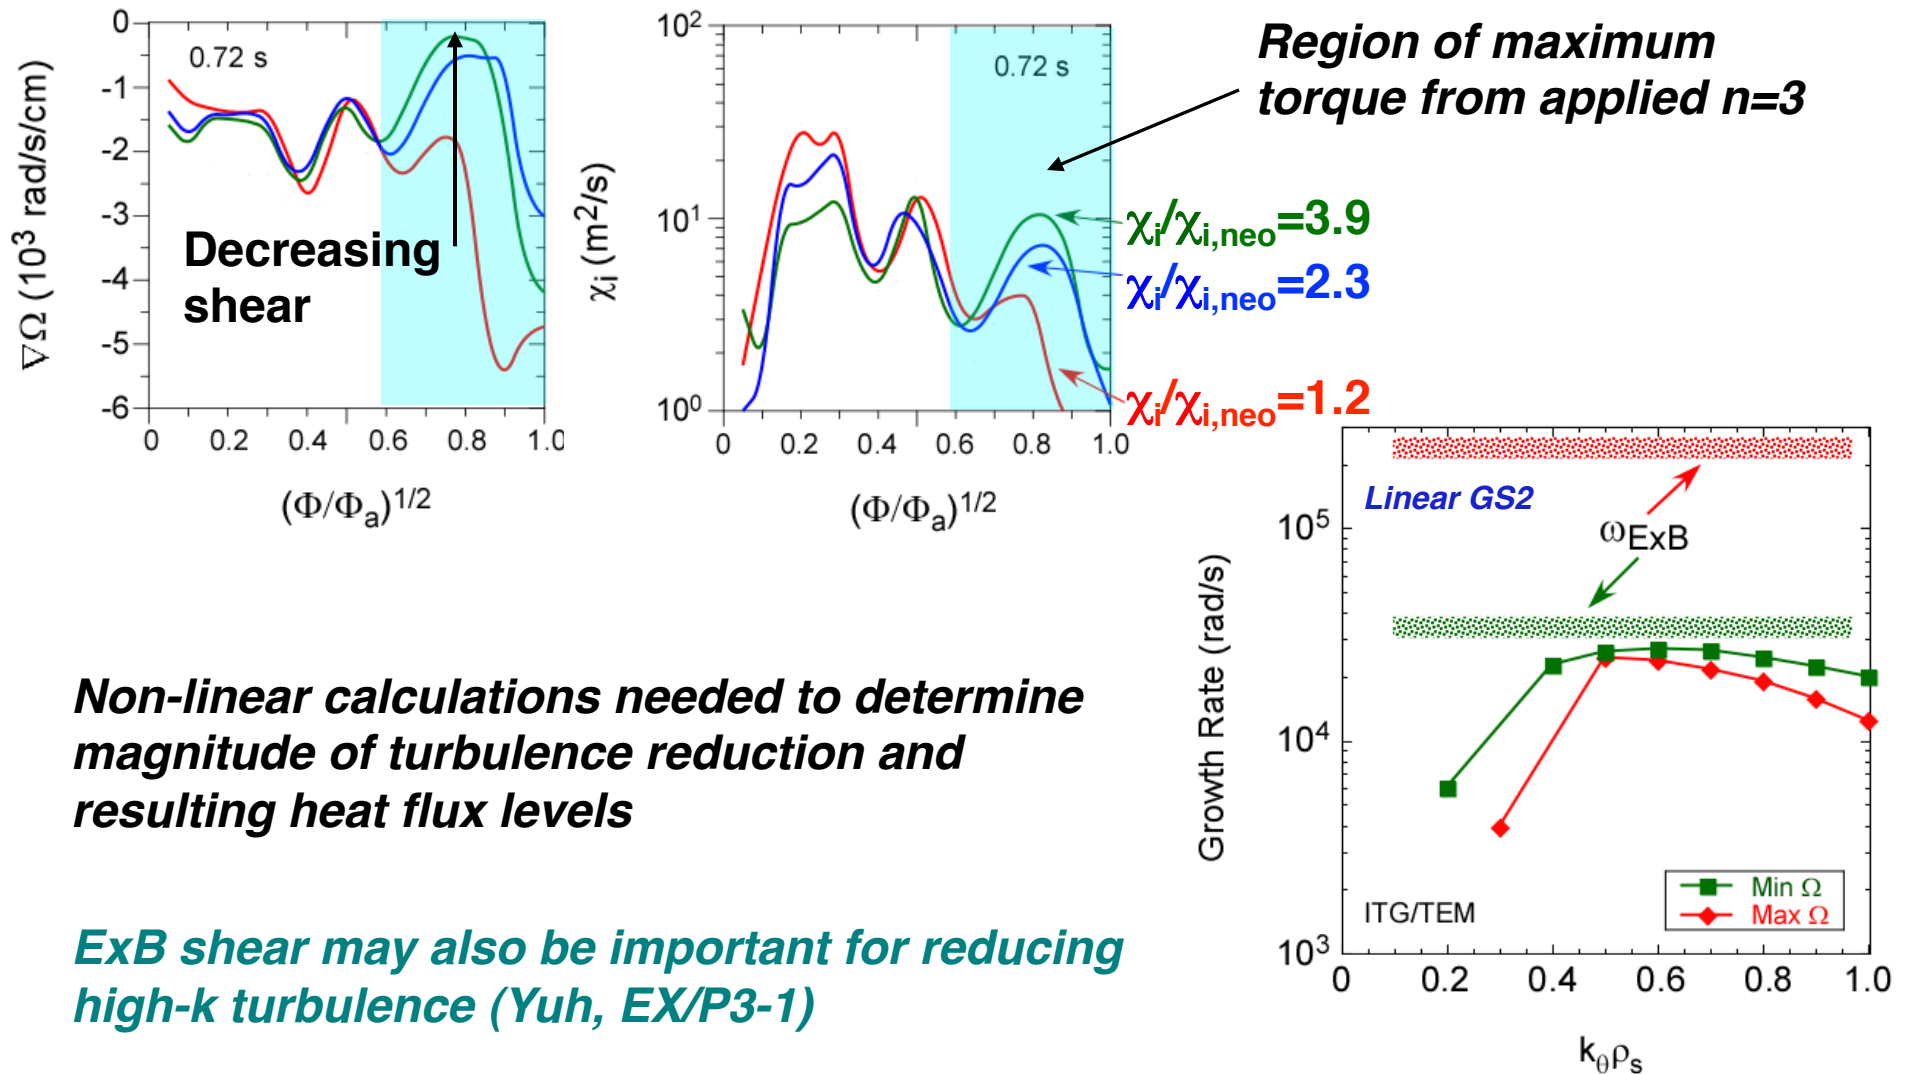 0
-1
-2
-3
-4
-5
-6
0.72 s
Decreasing
shear
∇Ω (10³ rad/s/cm)
0 0.2 0.4 0.6 0.8 1.0
(Φ/Φa)1/2
10²
10¹
10⁰
0.72 s
χi (m²/s)
0 0.2 0.4 0.6 0.8 1.0
(Φ/Φa)1/2
Region of maximum
torque from applied n=3
χi/χi,neo=3.9
χi/χi,neo=2.3
χi/χi,neo=1.2
Linear GS2
ωExB
10⁵
10⁴
10³
Growth Rate (rad/s)
Min Ω
Max Ω
ITG/TEM
0 0.2 0.4 0.6 0.8 1.0
kθρs
Non-linear calculations needed to determine
magnitude of turbulence reduction and
resulting heat flux levels
ExB shear may also be important for reducing
high-k turbulence (Yuh, EX/P3-1)